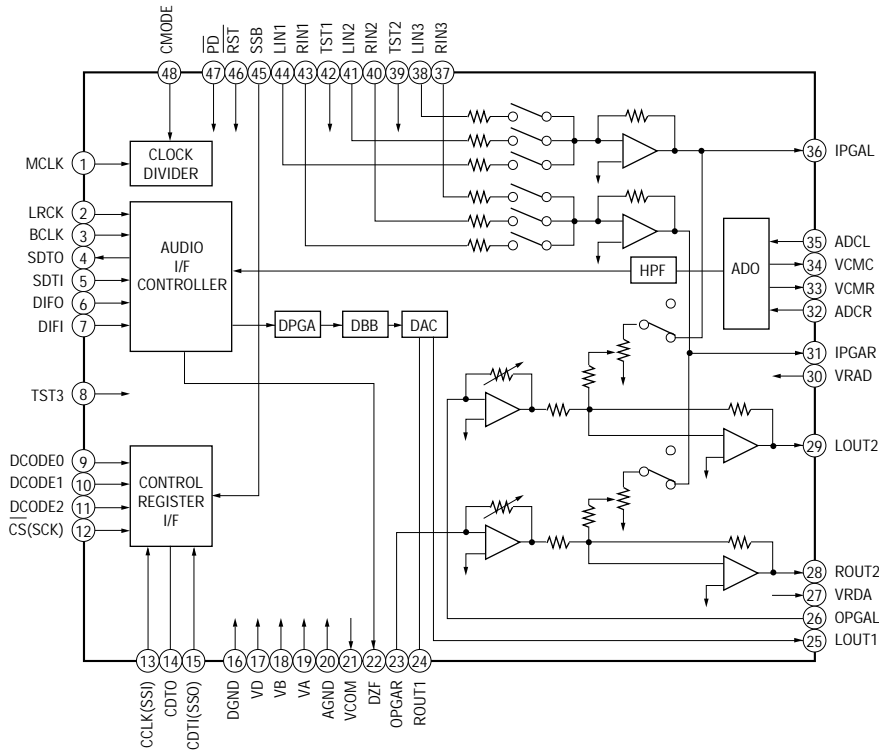 CMODE
PD
RST
SSB
LIN1
RIN1
TST1
LIN2
RIN2
TST2
LIN3
RIN3
48
47
46
45
44
43
42
41
40
39
38
37
MCLK
1
CLOCK
DIVIDER
36
IPGAL
LRCK
2
BCLK
3
SDTO
4
SDTI
5
DIFO
6
DIFI
7
AUDIO
I/F
CONTROLLER
HPF
ADO
35
ADCL
34
VCMC
33
VCMR
32
ADCR
DPGA
DBB
DAC
31
IPGAR
30
VRAD
TST3
8
29
LOUT2
DCODE0
9
DCODE1
10
DCODE2
11
CS(SCK)
12
CONTROL
REGISTER
I/F
28
ROUT2
27
VRDA
26
OPGAL
25
LOUT1
13
14
15
16
17
18
19
20
21
22
23
24
CCLK(SSI)
CDTO
CDTI(SSO)
DGND
VD
VB
VA
AGND
VCOM
DZF
OPGAR
ROUT1